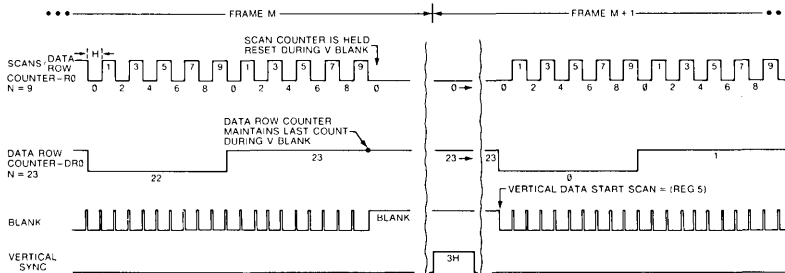 ••• FRAME M FRAME M + 1 ••
SCAN COUNTER IS HELD
RESET DURING V BLANK
SCANS/DATA ROW
COUNTER-R0
N = 9
H
1 3 5 7 9 1 3 5 7 9 1 3 5 7 9 1 3 5 7 9
0 2 4 6 8 0 2 4 6 8 0 0 0 2 4 6 8 0 2 4 6 8
DATA ROW COUNTER
MAINTAINS LAST COUNT
DURING V BLANK
DATA ROW
COUNTER-DR0
N = 23
22 23 23 23 0 1
VERTICAL DATA START SCAN = (REG 5)
BLANK BLANK
VERTICAL
SYNC
3H